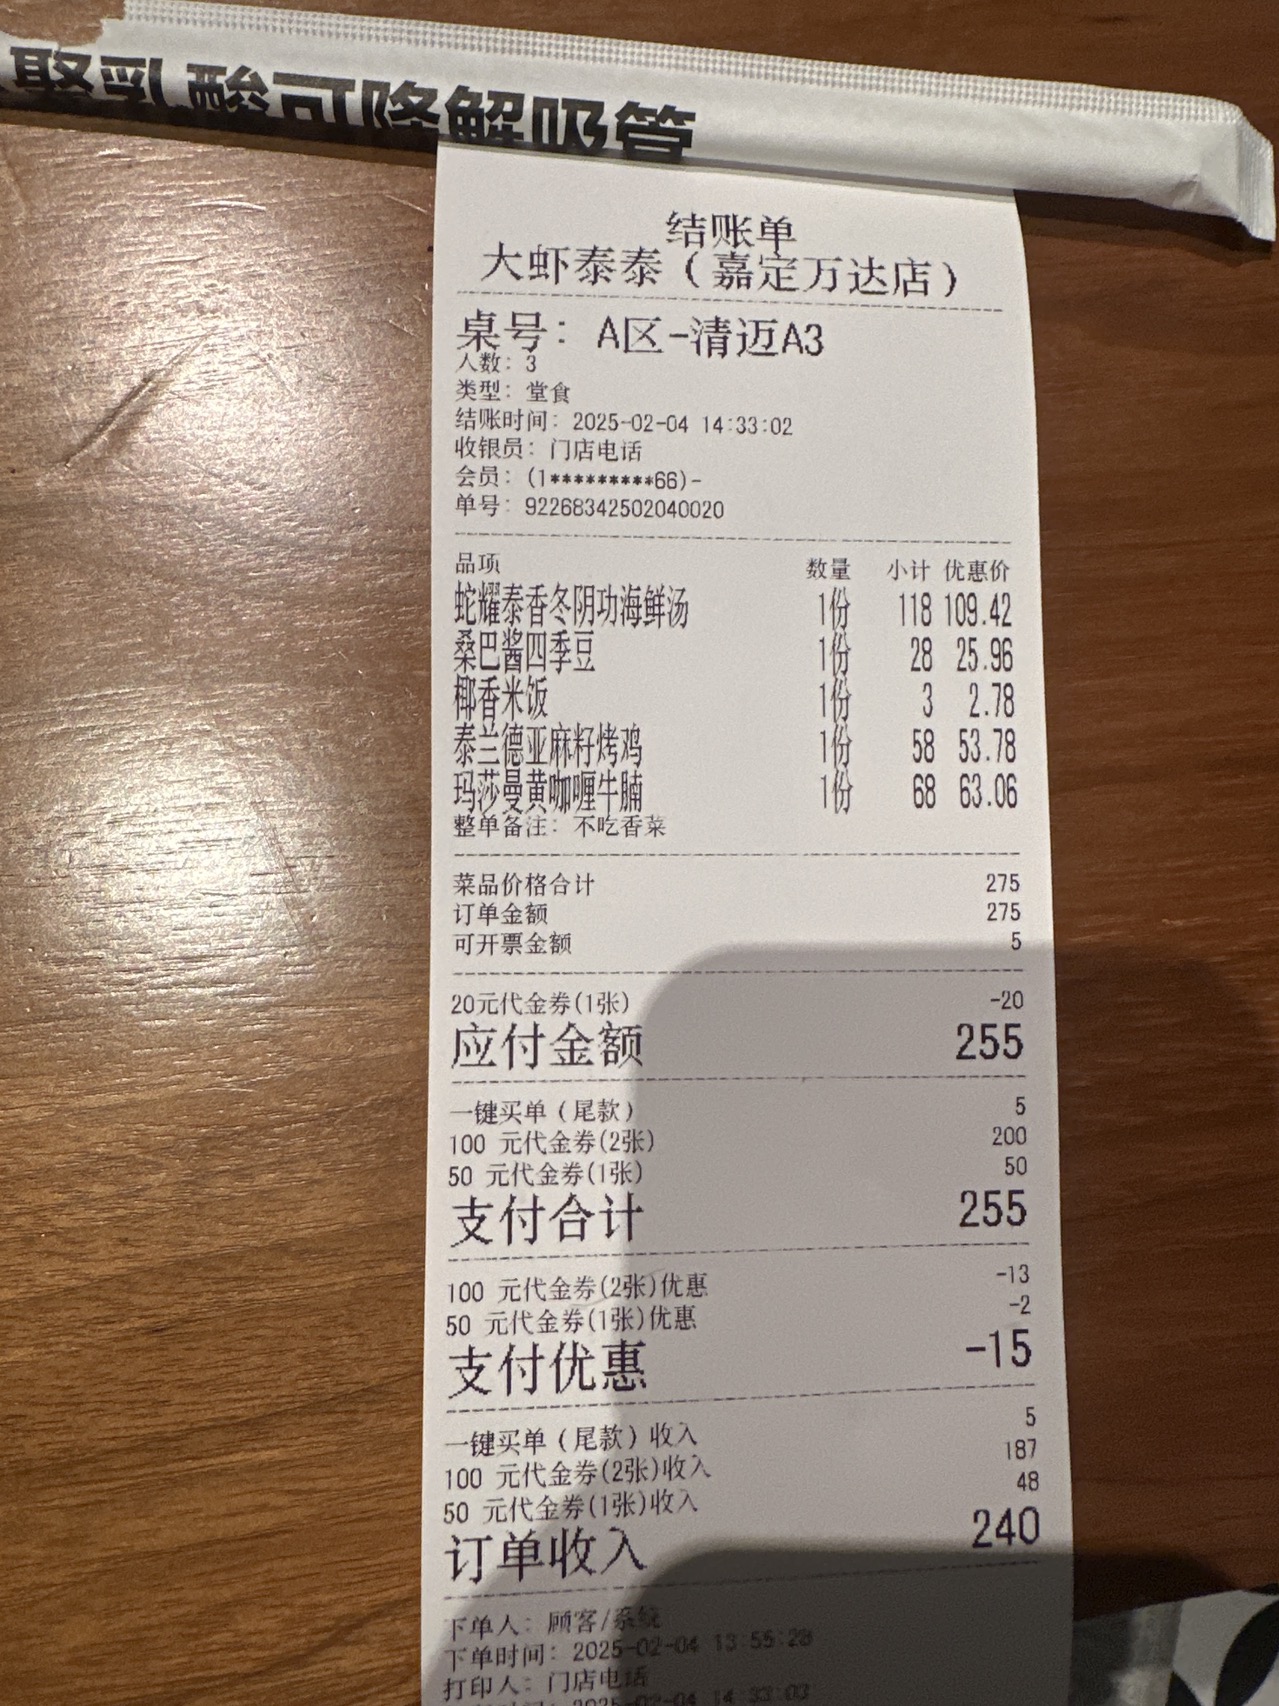 聚乳酸可降解吸管
结账单
大虾泰泰（嘉定万达店）
桌号： A区-清迈A3
人数：3
类型：堂食
结账时间：2025-02-04 14:33:02
收银员：门店电话
会员：(1*********66)-
单号：92268342502040020
品项 数量 小计 优惠价
蛇耀泰香冬阴功海鲜汤 1份 118 109.42
桑巴酱四季豆 1份 28 25.96
椰香米饭 1份 3 2.78
泰兰德亚麻籽烤鸡 1份 58 53.78
玛莎曼黄咖喱牛腩 1份 68 63.06
整单备注：不吃香菜
菜品价格合计 275
订单金额 275
可开票金额 5
20元代金券(1张) -20
应付金额 255
一键买单（尾款） 5
100 元代金券(2张) 200
50 元代金券(1张) 50
支付合计 255
100 元代金券(2张)优惠 -13
50 元代金券(1张)优惠 -2
支付优惠 -15
一键买单（尾款）收入 5
100 元代金券(2张)收入 187
50 元代金券(1张)收入 48
订单收入 240
下单人：顾客/系统
下单时间：2025-02-04 13:55:28
打印人：门店电话
2025-02-04 14:33:03